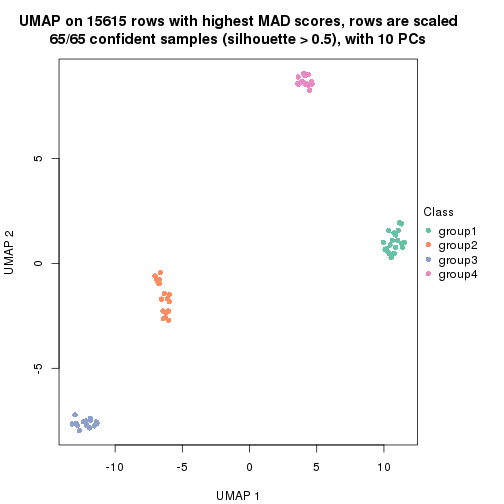 UMAP on 15615 rows with highest MAD scores, rows are scaled
65/65 confident samples (silhouette > 0.5), with 10 PCs
5
0
-5
UMAP 2
-10
-5
0
5
10
UMAP 1
Class
group1
group2
group3
group4